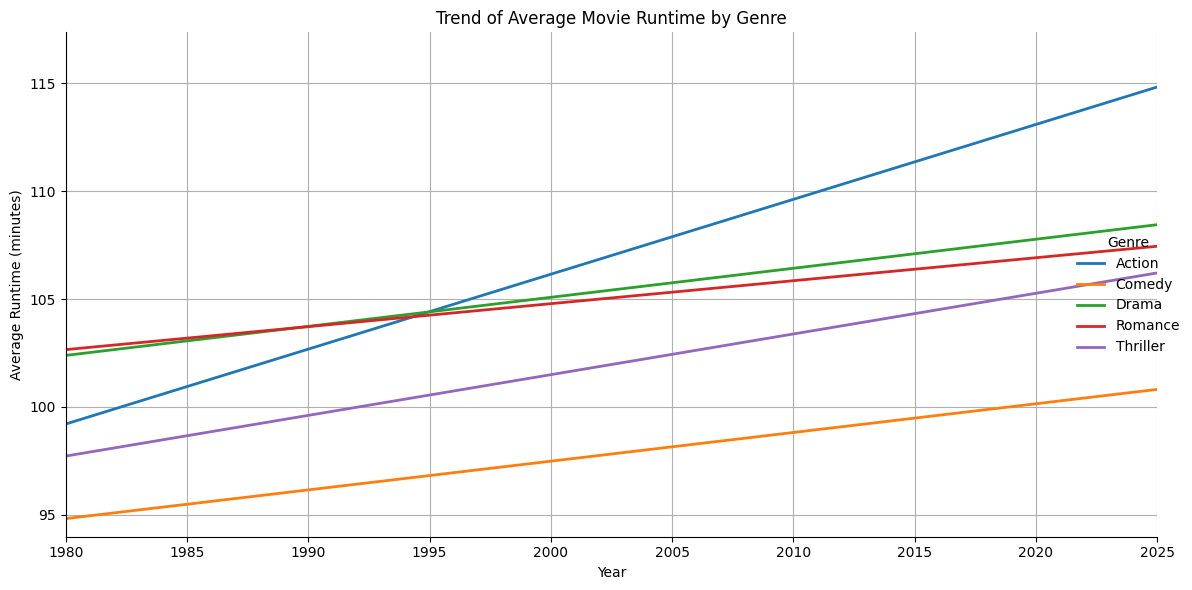 Trend of Average Movie Runtime by Genre
Average Runtime (minutes)
115
110
105
100
95
Genre
Action
Comedy
Drama
Romance
Thriller
1980 1985 1990 1995 2000 2005 2010 2015 2020 2025
Year